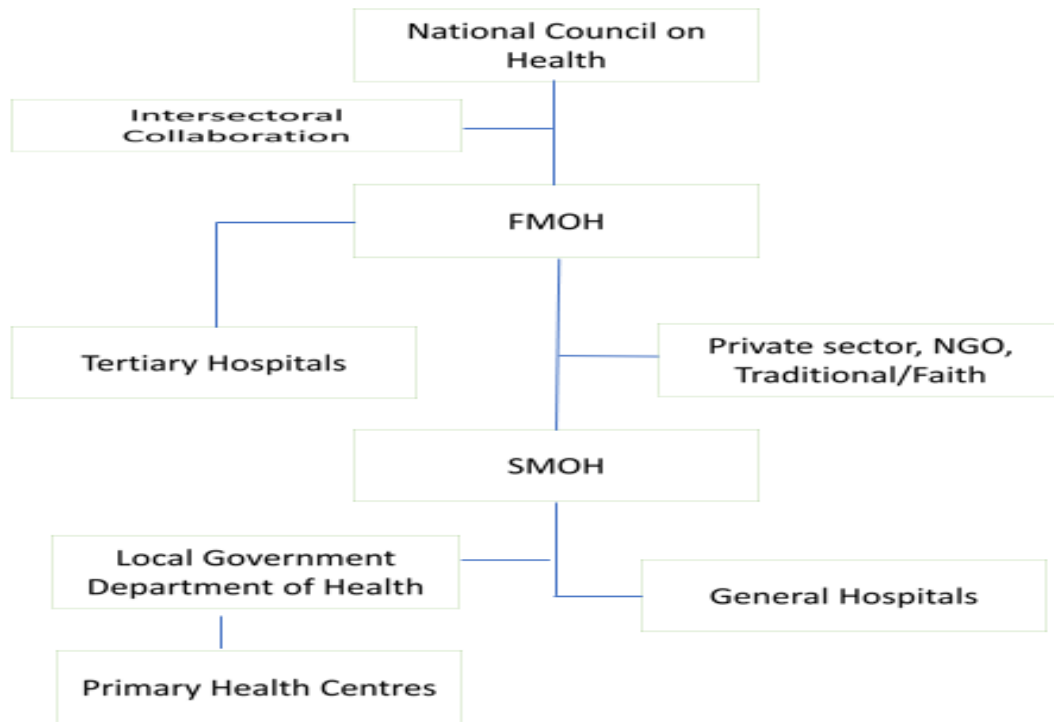 National Council on
Health
Intersectoral
Collaboration
FMOH
Tertiary Hospitals
Private sector, NGO,
Traditional/Faith
SMOH
Local Government
Department of Health
General Hospitals
Primary Health Centres